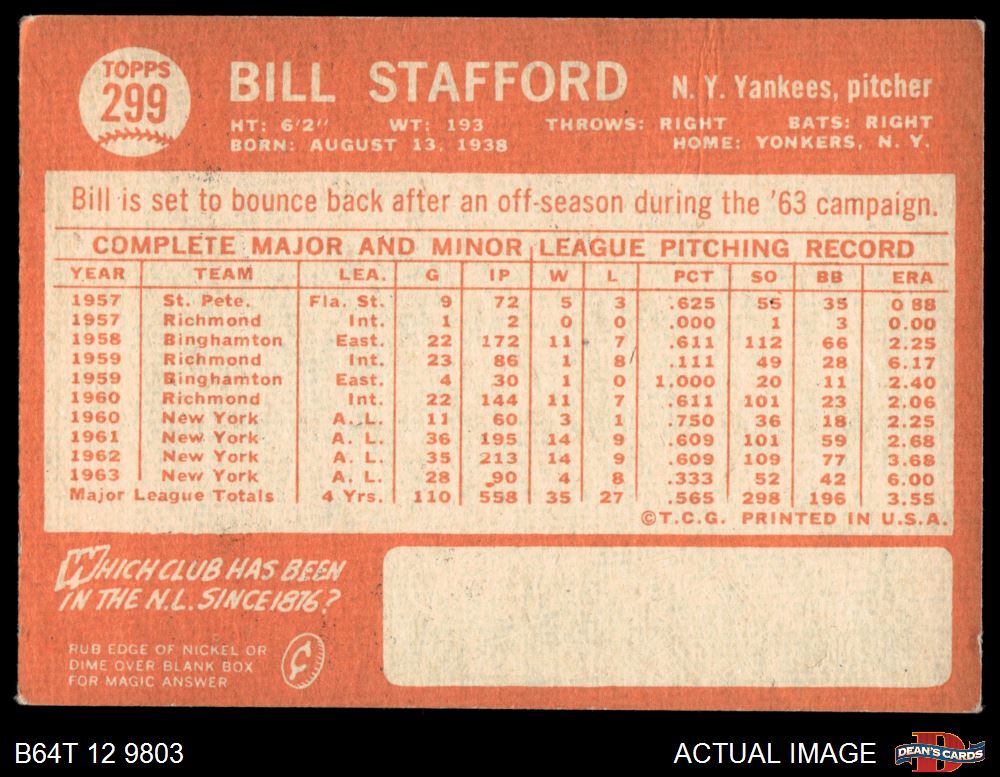 TOPPS
299
BILL STAFFORD
N. Y. Yankees, pitcher
HT: 6'2" WT: 193 THROWS: RIGHT BATS: RIGHT
BORN: AUGUST 13, 1938 HOME: YONKERS, N. Y.
Bill is set to bounce back after an off-season during the '63 campaign.
COMPLETE MAJOR AND MINOR LEAGUE PITCHING RECORD
YEAR TEAM LEA. G IP W L PCT SO BB ERA
1957 St. Pete. Fla. St. 9 72 5 3 .625 55 35 0 88
1957 Richmond Int. 1 2 0 0 .000 1 3 0.00
1958 Binghamton East. 22 172 11 7 .611 112 66 2.25
1959 Richmond Int. 23 86 1 8 .111 49 28 6.17
1959 Binghamton East. 4 30 1 0 1.000 20 11 2.40
1960 Richmond Int. 22 144 11 7 .611 101 23 2.06
1960 New York A. L. 11 60 3 1 .750 36 18 2.25
1961 New York A. L. 36 195 14 9 .609 101 59 2.68
1962 New York A. L. 35 213 14 9 .609 109 77 3.68
1963 New York A. L. 28 90 4 8 .333 52 42 6.00
Major League Totals 4 Yrs. 110 558 35 27 .565 298 196 3.55
©T.C.G. PRINTED IN U.S.A.
WHICH CLUB HAS BEEN
IN THE N.L. SINCE 1876?
RUB EDGE OF NICKEL OR
DIME OVER BLANK BOX
FOR MAGIC ANSWER
¢
B64T 12 9803
ACTUAL IMAGE
D
DEAN'S CARDS